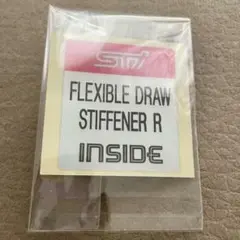 STI
FLEXIBLE DRAW
STIFFENER R
INSIDE